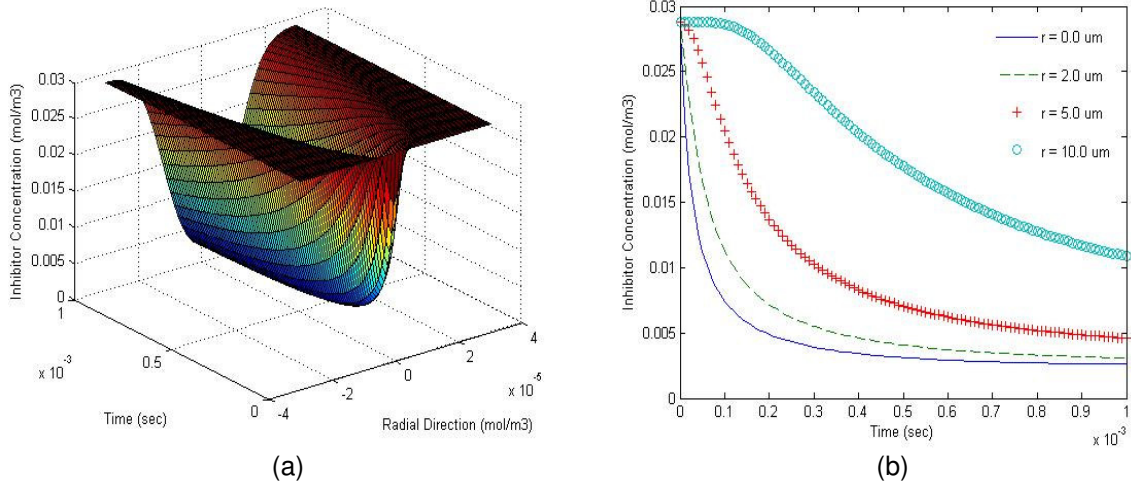 0.03
0.025
0.02
0.015
0.01
0.005
0
Inhibitor Concentration (mol/m3)
1
0.5
0
x 10 -3
Time (sec)
-4
-2
0
2
4
x 10 -5
Radial Direction (mol/m3)
(a)
0.03
0.025
0.02
0.015
0.01
0.005
0
Inhibitor Concentration (mol/m3)
r = 0.0 um
r = 2.0 um
r = 5.0 um
r = 10.0 um
0 0.1 0.2 0.3 0.4 0.5 0.6 0.7 0.8 0.9 1
Time (sec)
x 10 -3
(b)